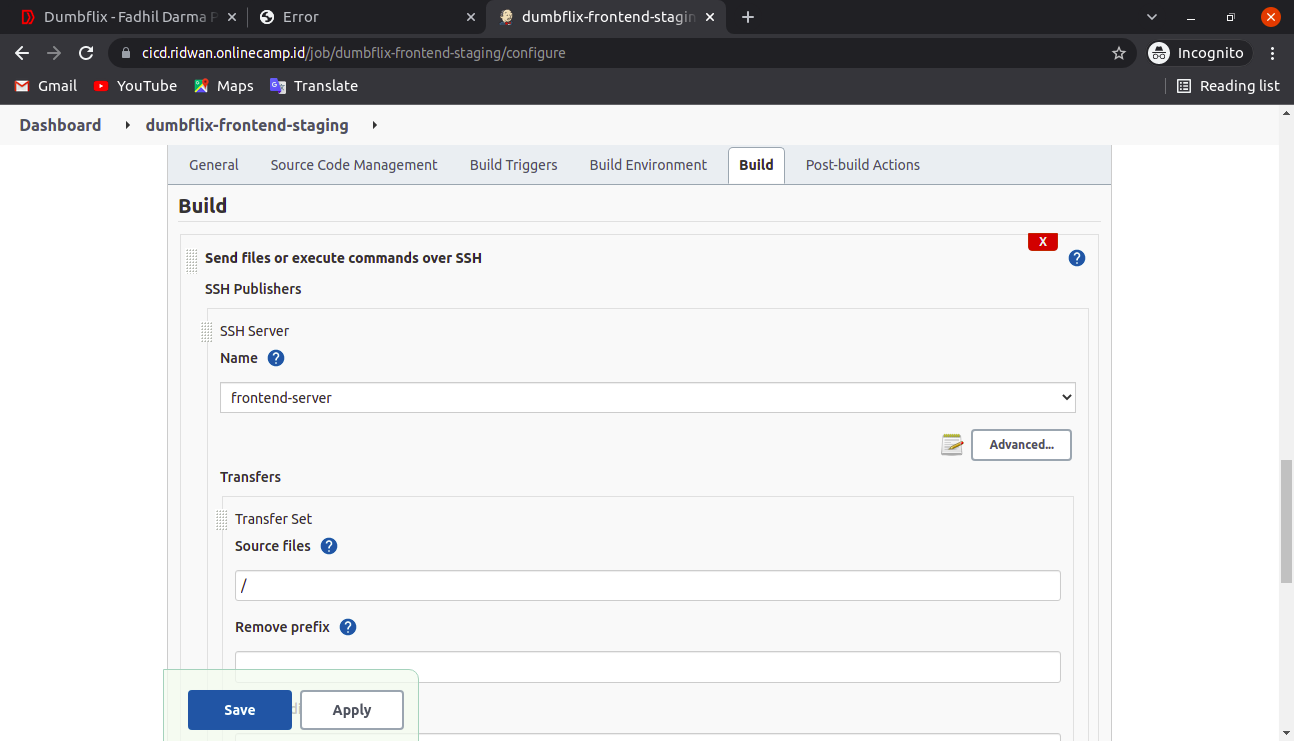 Dumbflix - Fadhil Darma P
Error
dumbflix-frontend-stagin
cicd.ridwan.onlinecamp.id/job/dumbflix-frontend-staging/configure
Incognito
Gmail
YouTube
Maps
Translate
Reading list
Dashboard
dumbflix-frontend-staging
General
Source Code Management
Build Triggers
Build Environment
Build
Post-build Actions
Build
X
Send files or execute commands over SSH
?
SSH Publishers
SSH Server
Name ?
frontend-server
Advanced...
Transfers
Transfer Set
Source files ?
/
Remove prefix ?
Save
Apply